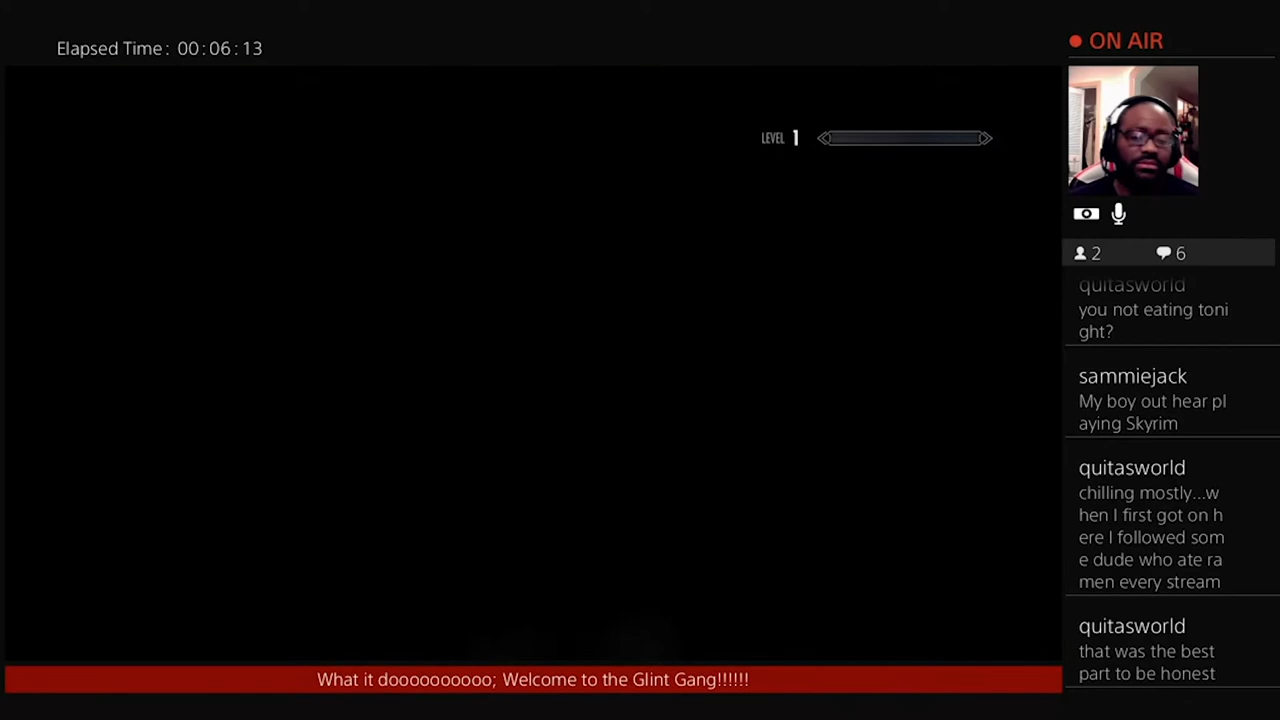 Elapsed Time: 00:06:13
ON AIR
LEVEL 1
2 6
quitasworld
you not eating toni
ght?
sammiejack
My boy out hear pl
aying Skyrim
quitasworld
chilling mostly...w
hen I first got on h
ere I followed som
e dude who ate ra
men every stream
quitasworld
that was the best
part to be honest
What it doooooooooo; Welcome to the Glint Gang!!!!!!